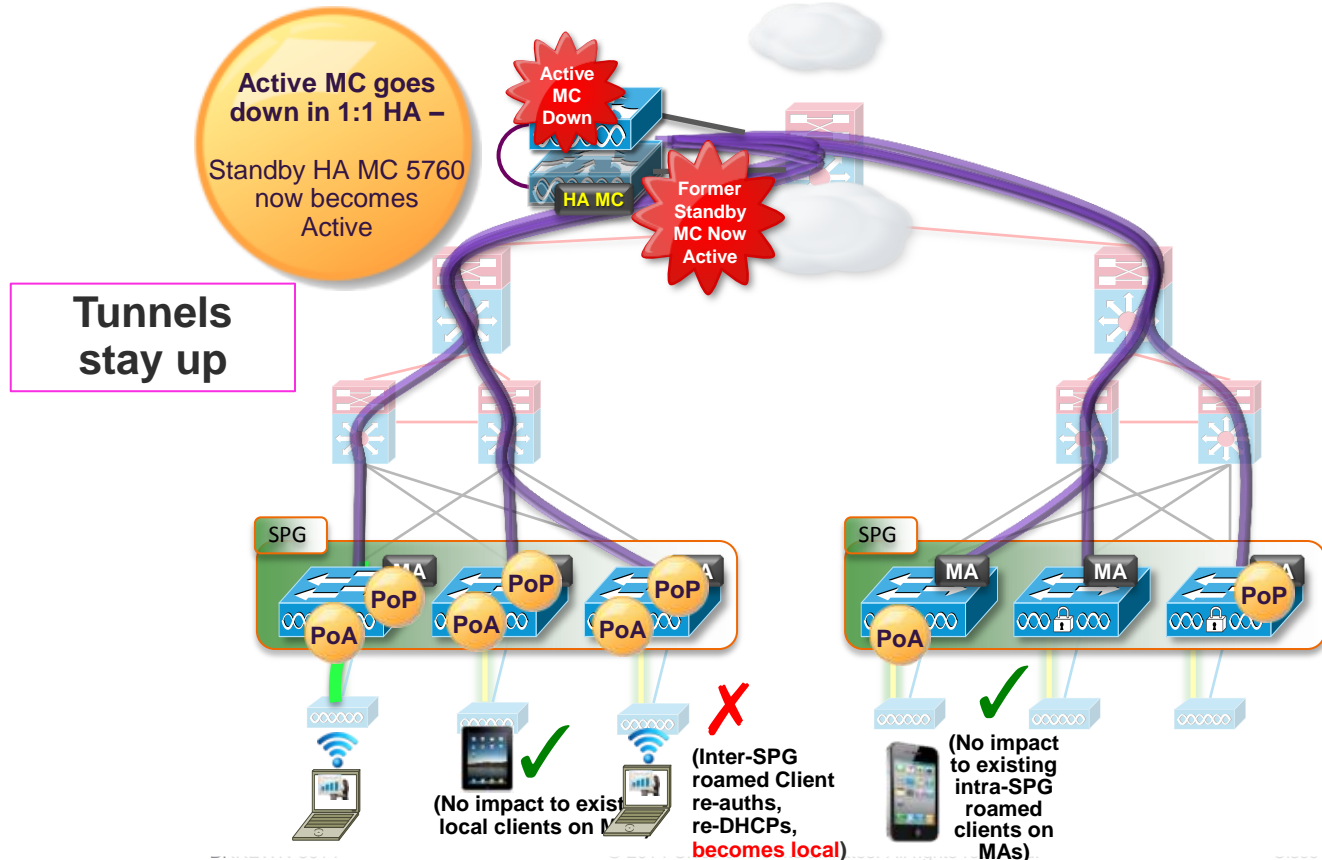 Active MC goes
down in 1:1 HA –
Standby HA MC 5760
now becomes
Active
Active
MC
Down
HA MC
Former
Standby
MC Now
Active
Tunnels
stay up
SPG
MA
PoP
PoA
PoP
PoA
PoP
PoA
SPG
MA
MA
PoP
PoA
(No impact to exist
local clients on M
(Inter-SPG
roamed Client
re-auths,
re-DHCPs,
becomes local)
(No impact
to existing
intra-SPG
roamed
clients on
MAs)